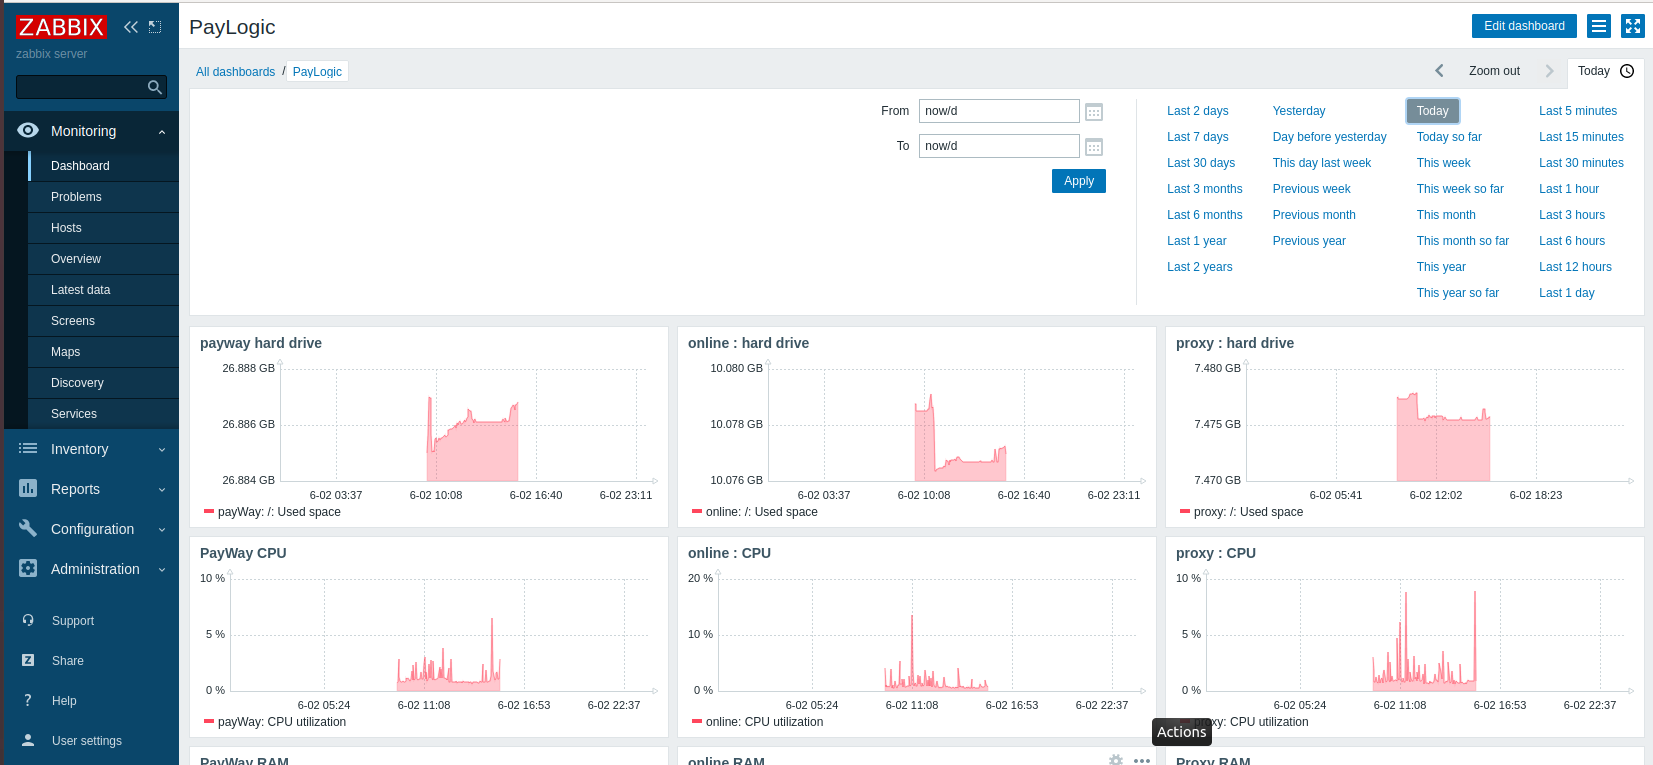 ZABBIX
zabbix server
Monitoring
Dashboard
Problems
Hosts
Overview
Latest data
Screens
Maps
Discovery
Services
Inventory
Reports
Configuration
Administration
Support
Share
Help
User settings
PayLogic
Edit dashboard
All dashboards / PayLogic
Zoom out
Today
From now/d
To now/d
Apply
Last 2 days Yesterday Today Last 5 minutes
Last 7 days Day before yesterday Today so far Last 15 minutes
Last 30 days This day last week This week Last 30 minutes
Last 3 months Previous week This week so far Last 1 hour
Last 6 months Previous month This month Last 3 hours
Last 1 year Previous year This month so far Last 6 hours
Last 2 years This year Last 12 hours
This year so far Last 1 day
payway hard drive
26.888 GB
26.886 GB
26.884 GB
6-02 03:37 6-02 10:08 6-02 16:40 6-02 23:11
payWay: /: Used space
online : hard drive
10.080 GB
10.078 GB
10.076 GB
6-02 03:37 6-02 10:08 6-02 16:40 6-02 23:11
online: /: Used space
proxy : hard drive
7.480 GB
7.475 GB
7.470 GB
6-02 05:41 6-02 12:02 6-02 18:23
proxy: /: Used space
PayWay CPU
10 %
5 %
0 %
6-02 05:24 6-02 11:08 6-02 16:53 6-02 22:37
payWay: CPU utilization
online : CPU
20 %
10 %
0 %
6-02 05:24 6-02 11:08 6-02 16:53 6-02 22:37
online: CPU utilization
proxy : CPU
10 %
5 %
0 %
6-02 05:24 6-02 11:08 6-02 16:53 6-02 22:37
proxy: CPU utilization
Actions
PayWay RAM
online RAM
Proxy RAM